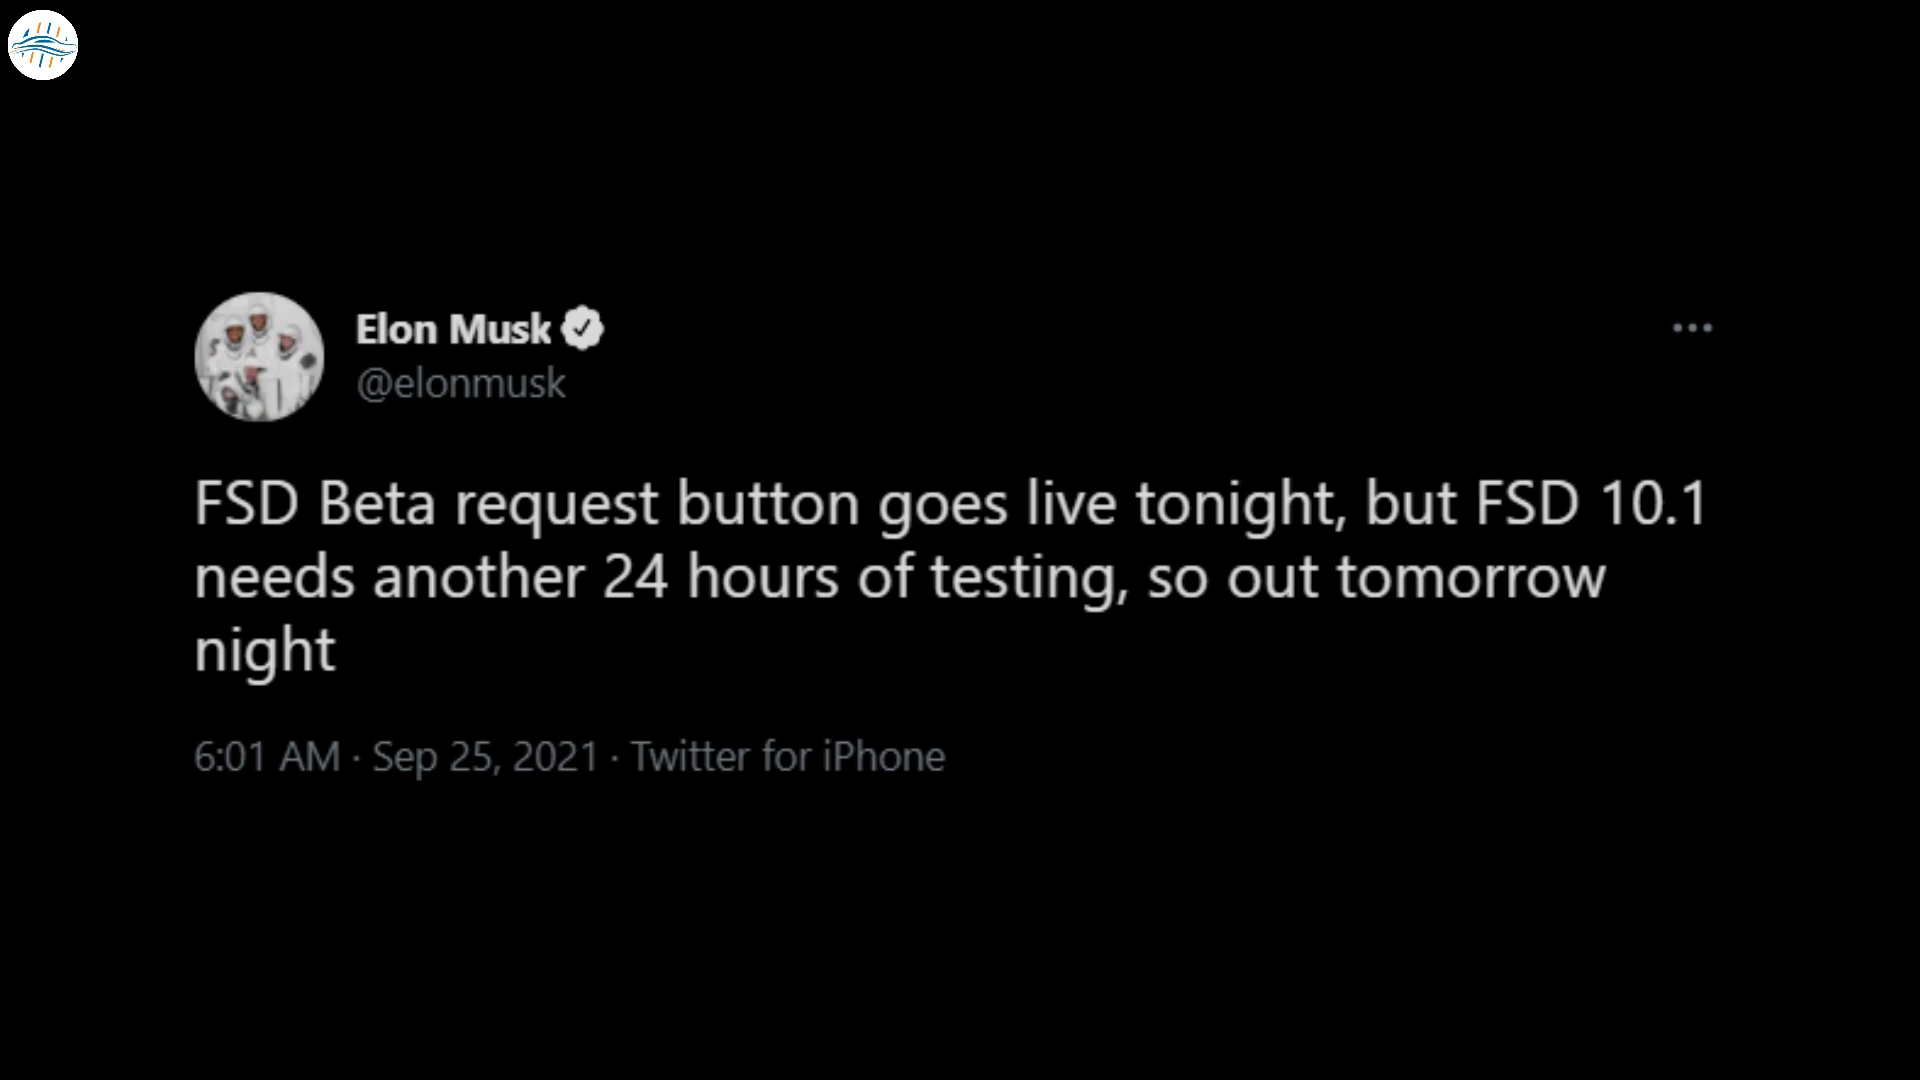 Elon Musk
@elonmusk
FSD Beta request button goes live tonight, but FSD 10.1
needs another 24 hours of testing, so out tomorrow
night
6:01 AM · Sep 25, 2021 · Twitter for iPhone